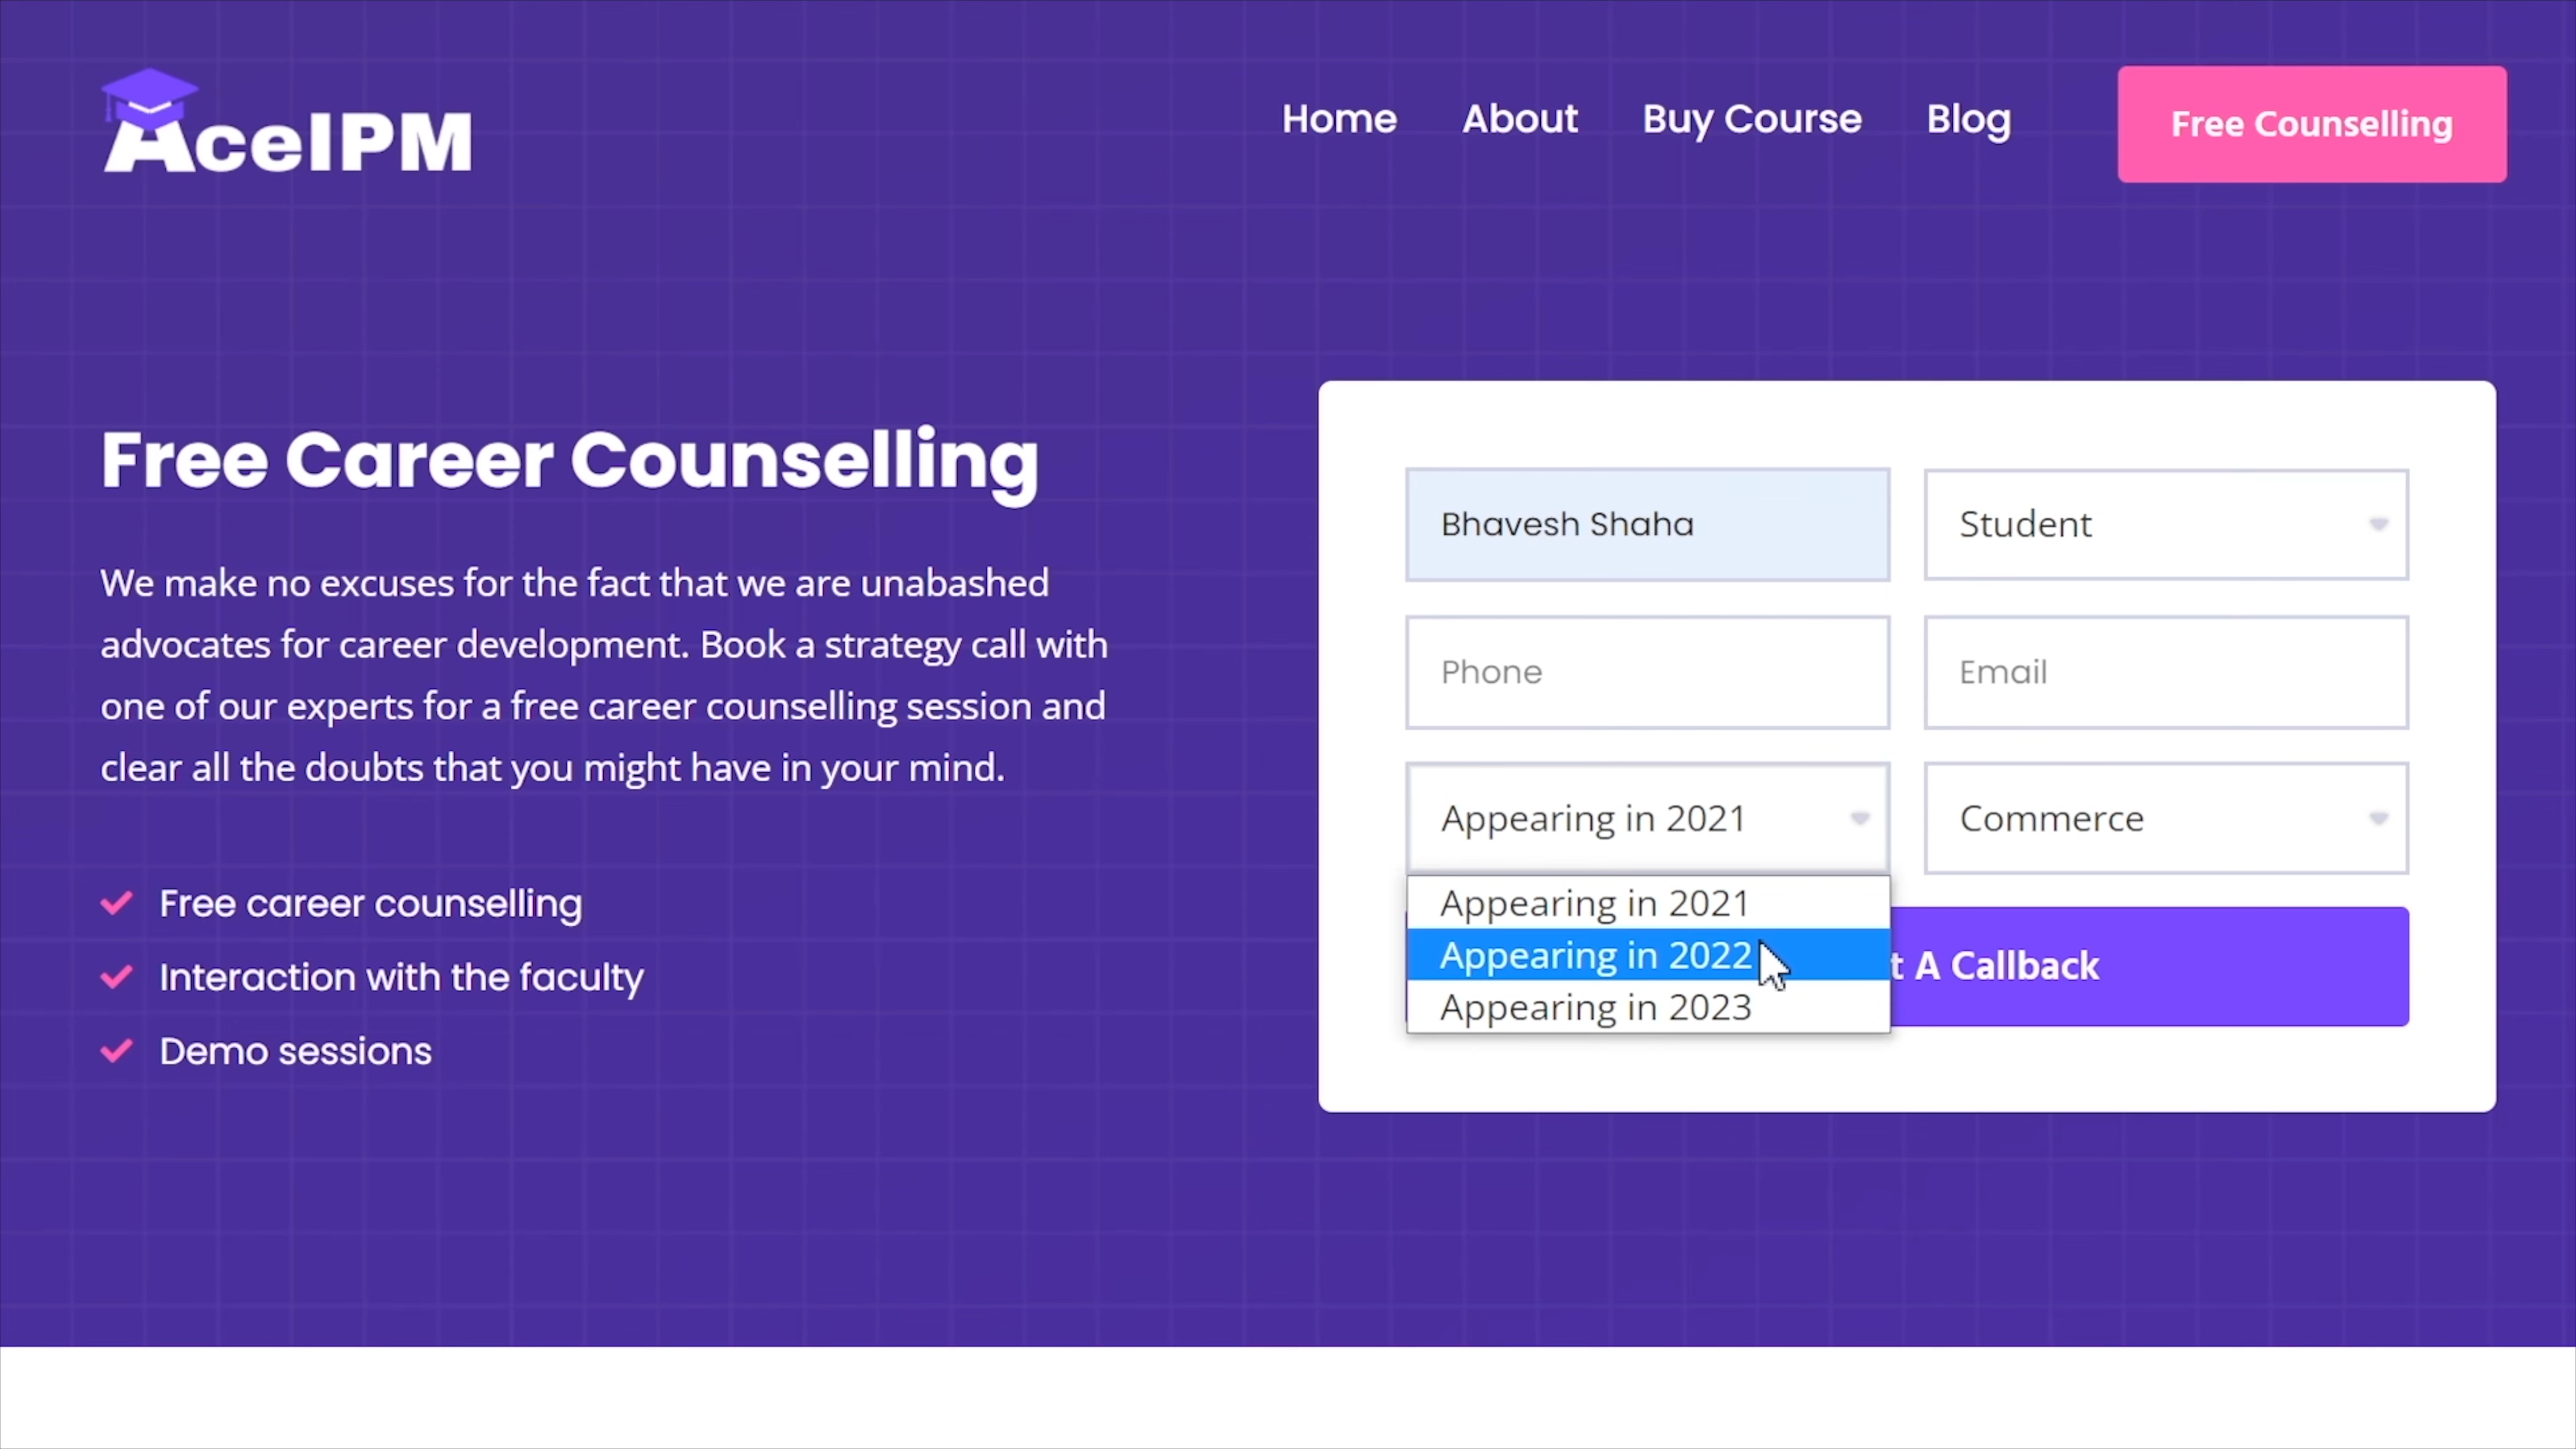 AceIPM
Home
About
Buy Course
Blog
Free Counselling
Free Career Counselling
We make no excuses for the fact that we are unabashed
advocates for career development. Book a strategy call with
one of our experts for a free career counselling session and
clear all the doubts that you might have in your mind.
Free career counselling
Interaction with the faculty
Demo sessions
Bhavesh Shaha
Student
Phone
Email
Appearing in 2021
Commerce
Appearing in 2021
Appearing in 2022
Appearing in 2023
A Callback